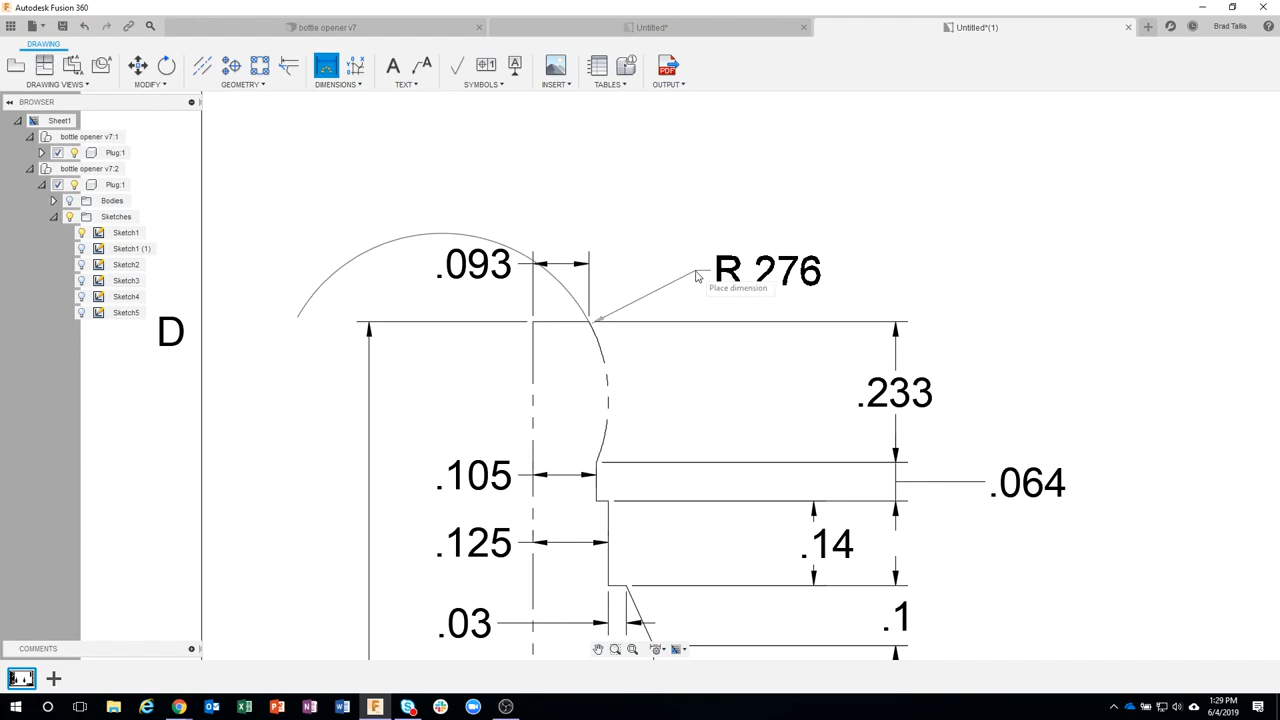 Autodesk Fusion 360
bottle opener v7
Untitled*
Untitled*(1)
Brad Tallis
DRAWING
DRAWING VIEWS
MODIFY
GEOMETRY
DIMENSIONS
TEXT
SYMBOLS
INSERT
TABLES
OUTPUT
PDF
BROWSER
Sheet1
bottle opener v7:1
Plug:1
bottle opener v7:2
Plug:1
Bodies
Sketches
Sketch1
Sketch1 (1)
Sketch2
Sketch3
Sketch4
Sketch5
D
.093
R.276
Place dimension
.233
.105
.064
.125
.14
.03
.1
COMMENTS
1:29 PM
6/4/2019